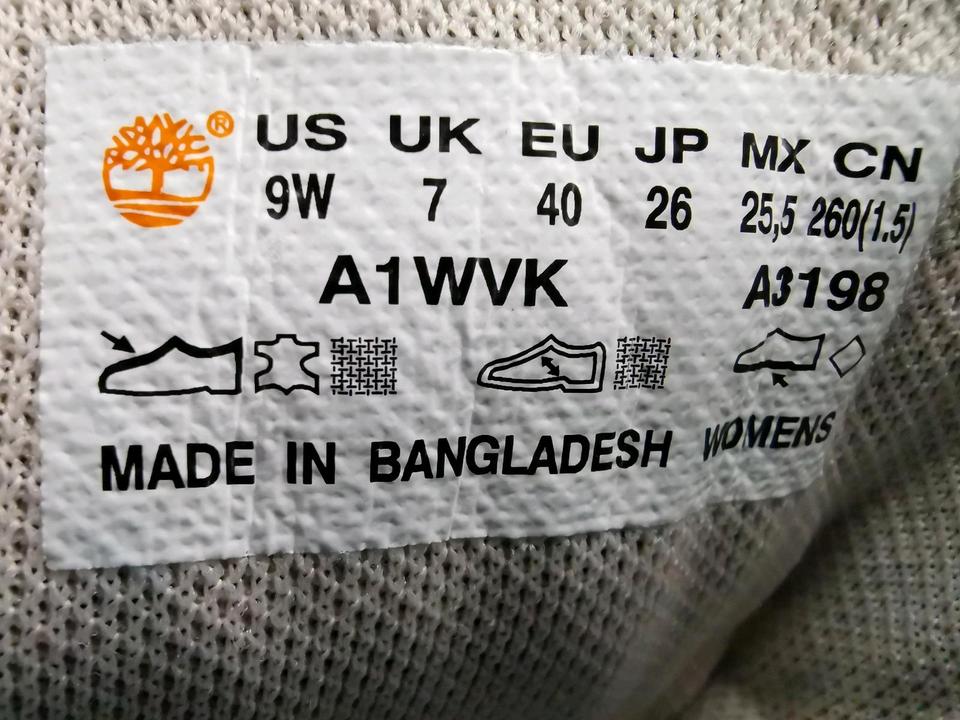 ® US UK EU JP MX CN
9W 7 40 26 25,5 260(1.5)
A1WVK A3198
MADE IN BANGLADESH WOMENS